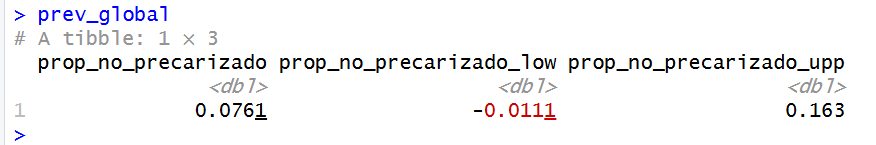 > prev_global
# A tibble: 1 × 3
prop_no_precarizado prop_no_precarizado_low prop_no_precarizado_upp
<dbl> <dbl> <dbl>
1 0.0761 -0.0111 0.163
>